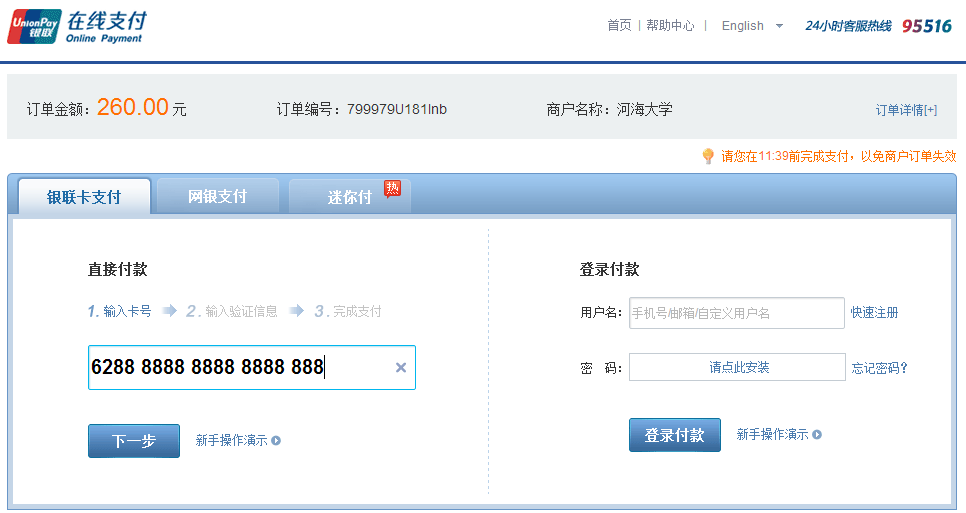 UnionPay 银联 在线支付 Online Payment
首页 | 帮助中心 | English 24小时客服热线 95516
订单金额：260.00 元 订单编号：799979U181lnb 商户名称：河海大学 订单详情[+]
请您在11:39前完成支付，以免商户订单失效
银联卡支付 网银支付 迷你付 热
直接付款
1. 输入卡号 2. 输入验证信息 3. 完成支付
6288 8888 8888 8888 888 ×
下一步 新手操作演示
登录付款
用户名： 手机号/邮箱/自定义用户名 快速注册
密 码： 请点此安装 忘记密码?
登录付款 新手操作演示